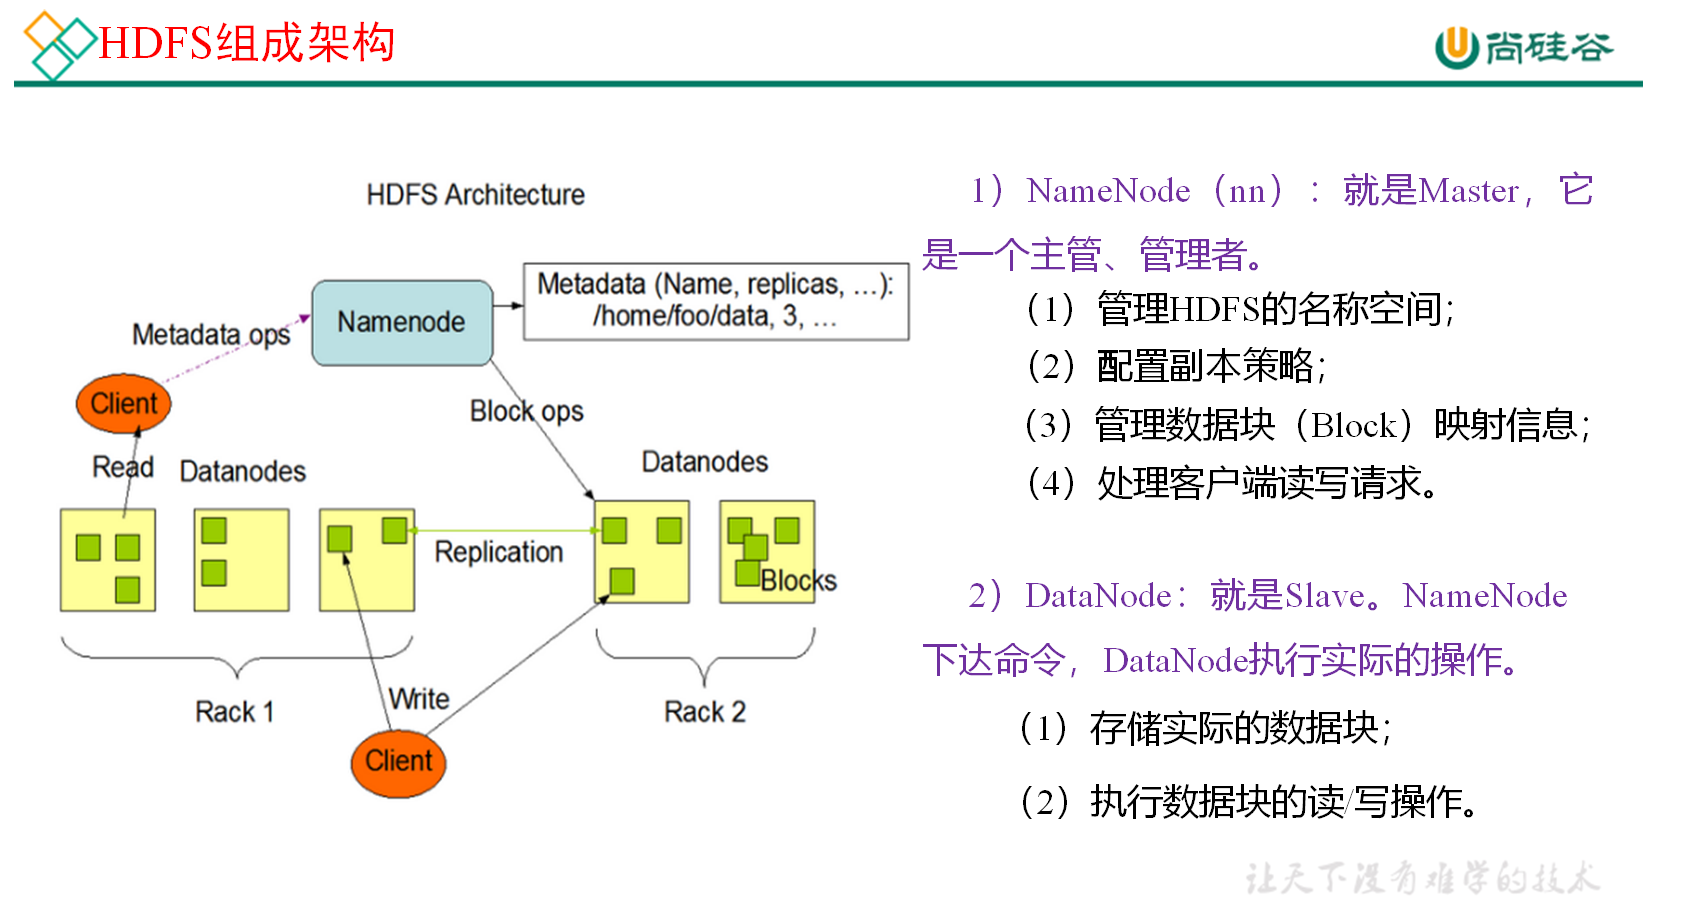 HDFS组成架构
尚硅谷
HDFS Architecture
Metadata (Name, replicas, ...):
/home/foo/data, 3, ...
Namenode
Metadata ops
Client
Block ops
Read
Datanodes
Datanodes
Replication
Blocks
Write
Rack 1
Rack 2
Client
1）NameNode（nn）：就是Master，它
是一个主管、管理者。
（1）管理HDFS的名称空间；
（2）配置副本策略；
（3）管理数据块（Block）映射信息；
（4）处理客户端读写请求。
2）DataNode：就是Slave。NameNode
下达命令，DataNode执行实际的操作。
（1）存储实际的数据块；
（2）执行数据块的读/写操作。
让天下没有难学的技术